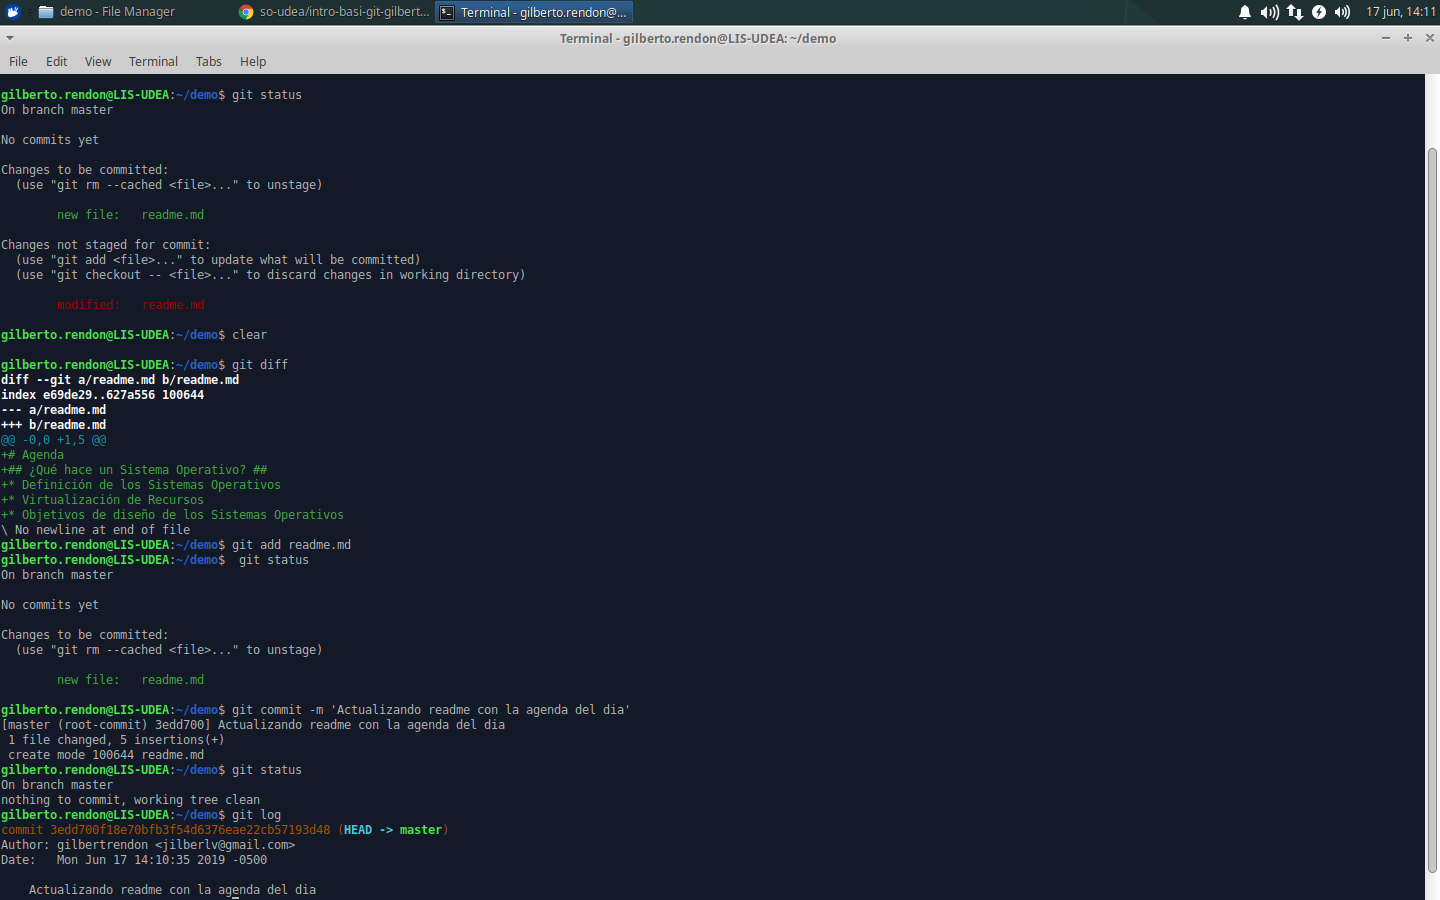 demo - File Manager
so-udea/intro-basi-git-gilbert...
Terminal - gilberto.rendon@...
17 jun, 14:11
Terminal - gilberto.rendon@LIS-UDEA: ~/demo
File Edit View Terminal Tabs Help
gilberto.rendon@LIS-UDEA:~/demo$ git status
On branch master
No commits yet
Changes to be committed:
  (use "git rm --cached <file>..." to unstage)
        new file:   readme.md
Changes not staged for commit:
  (use "git add <file>..." to update what will be committed)
  (use "git checkout -- <file>..." to discard changes in working directory)
        modified:   readme.md
gilberto.rendon@LIS-UDEA:~/demo$ clear
gilberto.rendon@LIS-UDEA:~/demo$ git diff
diff --git a/readme.md b/readme.md
index e69de29..627a556 100644
--- a/readme.md
+++ b/readme.md
@@ -0,0 +1,5 @@
+# Agenda
+## ¿Qué hace un Sistema Operativo? ##
+* Definición de los Sistemas Operativos
+* Virtualización de Recursos
+* Objetivos de diseño de los Sistemas Operativos
\ No newline at end of file
gilberto.rendon@LIS-UDEA:~/demo$ git add readme.md
gilberto.rendon@LIS-UDEA:~/demo$  git status
On branch master
No commits yet
Changes to be committed:
  (use "git rm --cached <file>..." to unstage)
        new file:   readme.md
gilberto.rendon@LIS-UDEA:~/demo$ git commit -m 'Actualizando readme con la agenda del dia'
[master (root-commit) 3edd700] Actualizando readme con la agenda del dia
 1 file changed, 5 insertions(+)
 create mode 100644 readme.md
gilberto.rendon@LIS-UDEA:~/demo$ git status
On branch master
nothing to commit, working tree clean
gilberto.rendon@LIS-UDEA:~/demo$ git log
commit 3edd700f18e70bfb3f54d6376eae22cb57193d48 (HEAD -> master)
Author: gilbertrendon <jilberlv@gmail.com>
Date:   Mon Jun 17 14:10:35 2019 -0500
    Actualizando readme con la agenda del dia